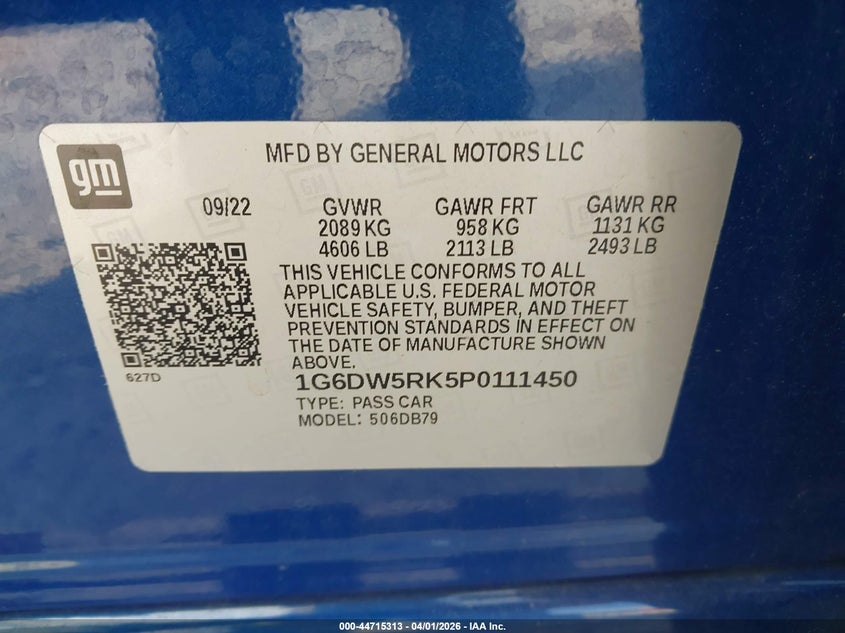 gm
MFD BY GENERAL MOTORS LLC
09/22 GVWR GAWR FRT GAWR RR
2089 KG 958 KG 1131 KG
4606 LB 2113 LB 2493 LB
THIS VEHICLE CONFORMS TO ALL
APPLICABLE U.S. FEDERAL MOTOR
VEHICLE SAFETY, BUMPER, AND THEFT
PREVENTION STANDARDS IN EFFECT ON
THE DATE OF MANUFACTURE SHOWN
ABOVE.
627D
1G6DW5RK5P0111450
TYPE: PASS CAR
MODEL: 506DB79
000-44715313 - 04/01/2026 - IAA Inc.